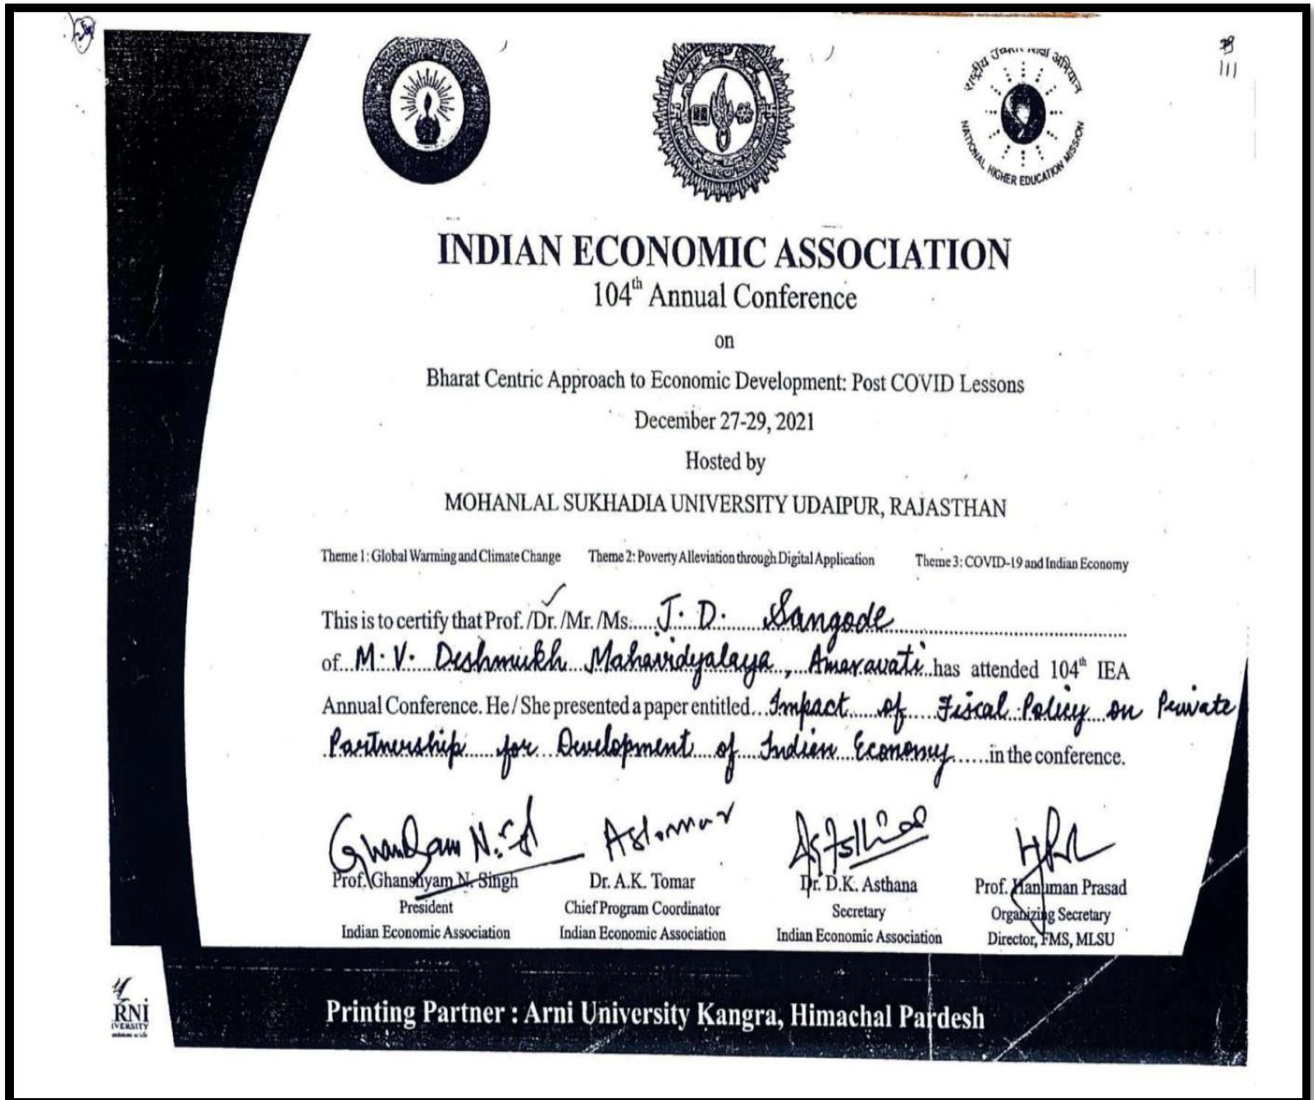 राष्ट्रीय उच्चतर शिक्षा अभियान
NATIONAL HIGHER EDUCATION MISSION
INDIAN ECONOMIC ASSOCIATION
104th Annual Conference
on
Bharat Centric Approach to Economic Development: Post COVID Lessons
December 27-29, 2021
Hosted by
MOHANLAL SUKHADIA UNIVERSITY UDAIPUR, RAJASTHAN
Theme 1: Global Warming and Climate Change Theme 2: Poverty Alleviation through Digital Application Theme 3: COVID-19 and Indian Economy
This is to certify that Prof. /Dr. /Mr. /Ms..... J. D. Sangode
of M. V. Deshmukh Mahavidyalaya, Amaravati has attended 104th IEA
Annual Conference. He / She presented a paper entitled Impact of Fiscal Policy on Private
Partnership for Development of Indian Economy in the conference.
Prof. Ghanshyam N. Singh Dr. A.K. Tomar Dr. D.K. Asthana Prof. Hanuman Prasad
President Chief Program Coordinator Secretary Organizing Secretary
Indian Economic Association Indian Economic Association Indian Economic Association Director, FMS, MLSU
RNI
IVERSITY
Printing Partner : Arni University Kangra, Himachal Pardesh